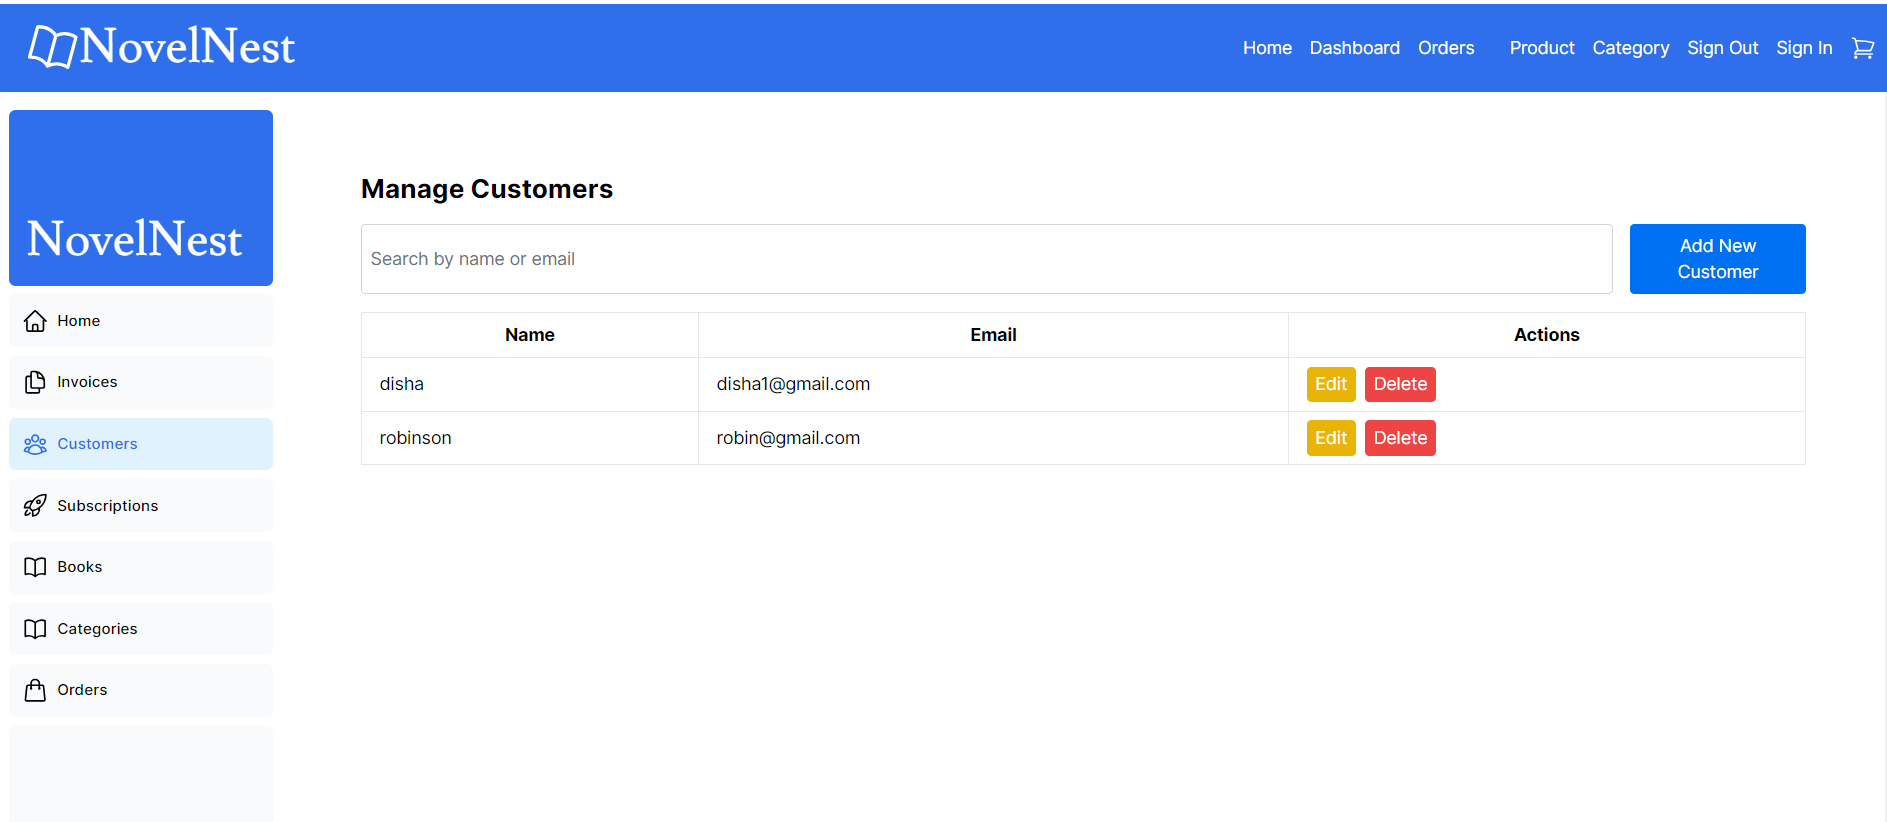 NovelNest
Home Dashboard Orders Product Category Sign Out Sign In
NovelNest
Home
Invoices
Customers
Subscriptions
Books
Categories
Orders
Manage Customers
Search by name or email
Add New
Customer
Name Email Actions
disha disha1@gmail.com Edit Delete
robinson robin@gmail.com Edit Delete